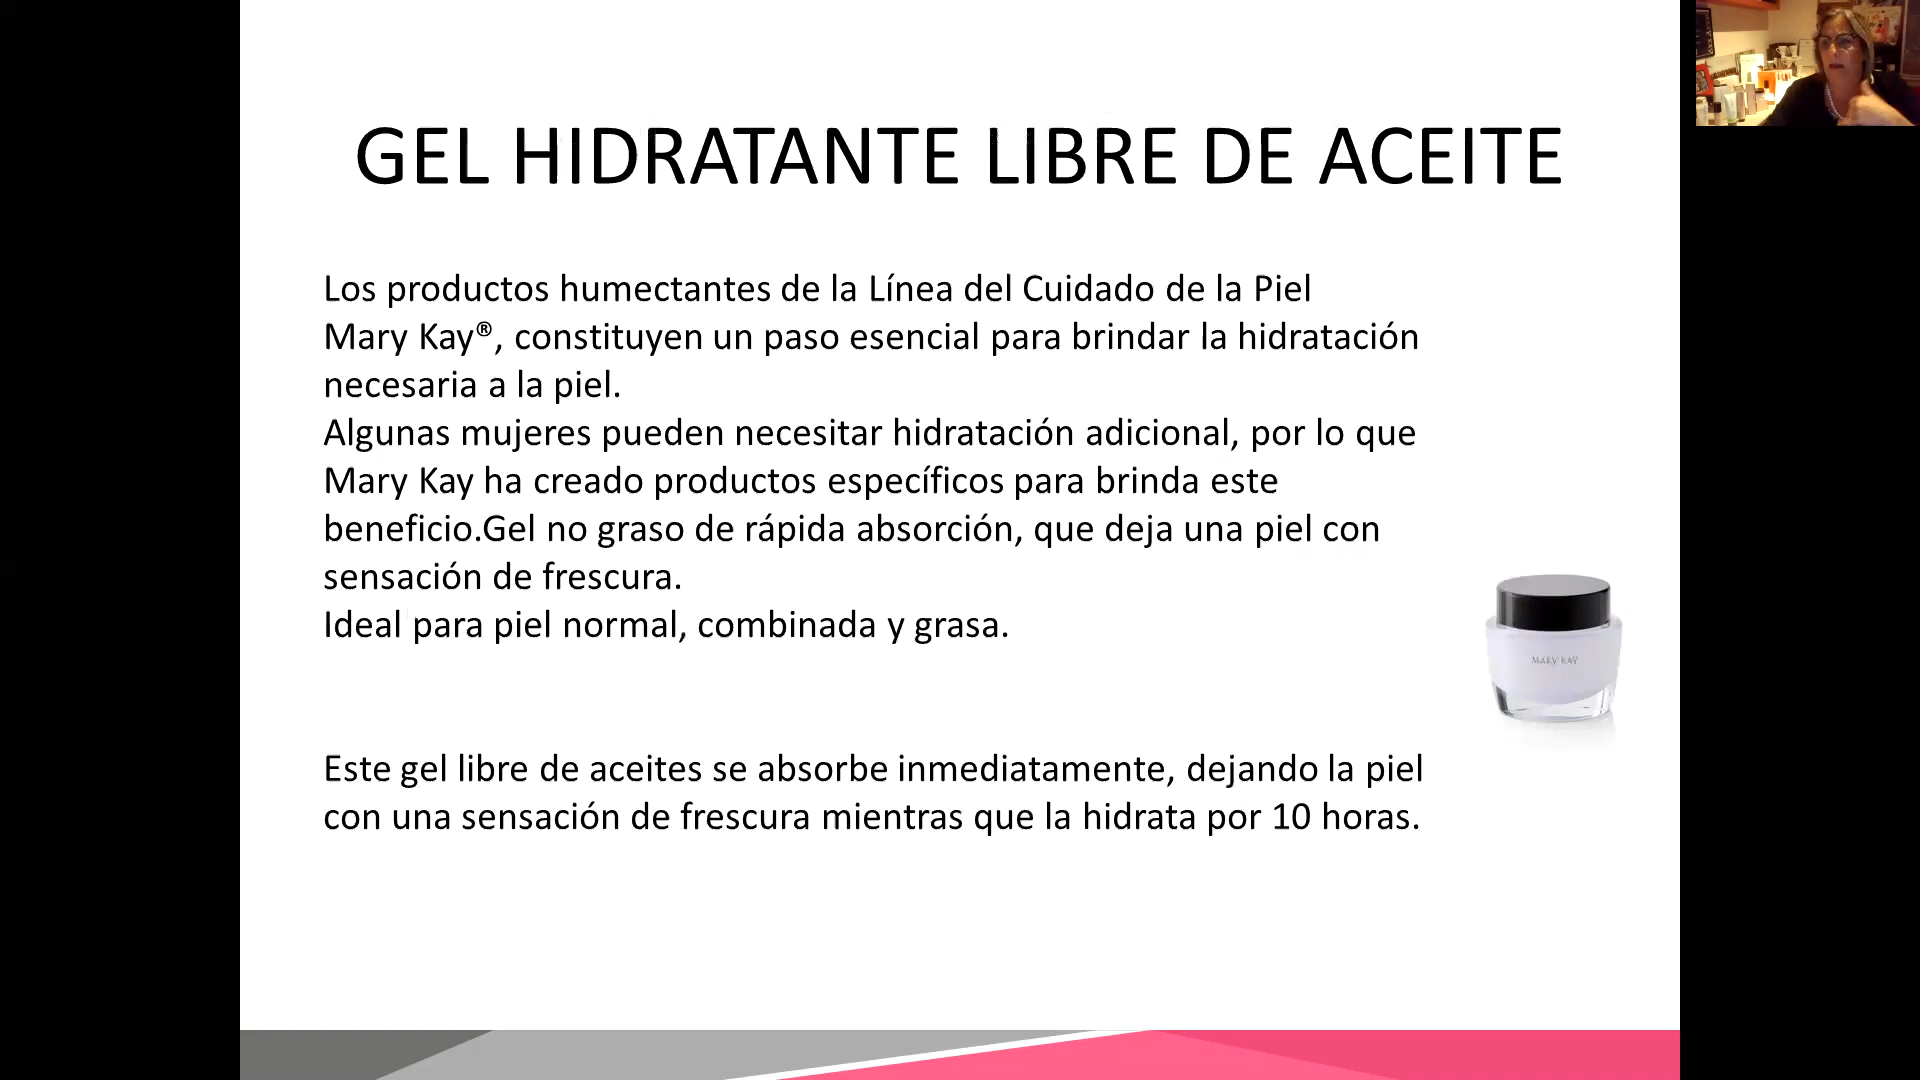 GEL HIDRATANTE LIBRE DE ACEITE
Los productos humectantes de la Línea del Cuidado de la Piel
Mary Kay®, constituyen un paso esencial para brindar la hidratación
necesaria a la piel.
Algunas mujeres pueden necesitar hidratación adicional, por lo que
Mary Kay ha creado productos específicos para brinda este
beneficio.Gel no graso de rápida absorción, que deja una piel con
sensación de frescura.
Ideal para piel normal, combinada y grasa.
MARY KAY
Este gel libre de aceites se absorbe inmediatamente, dejando la piel
con una sensación de frescura mientras que la hidrata por 10 horas.